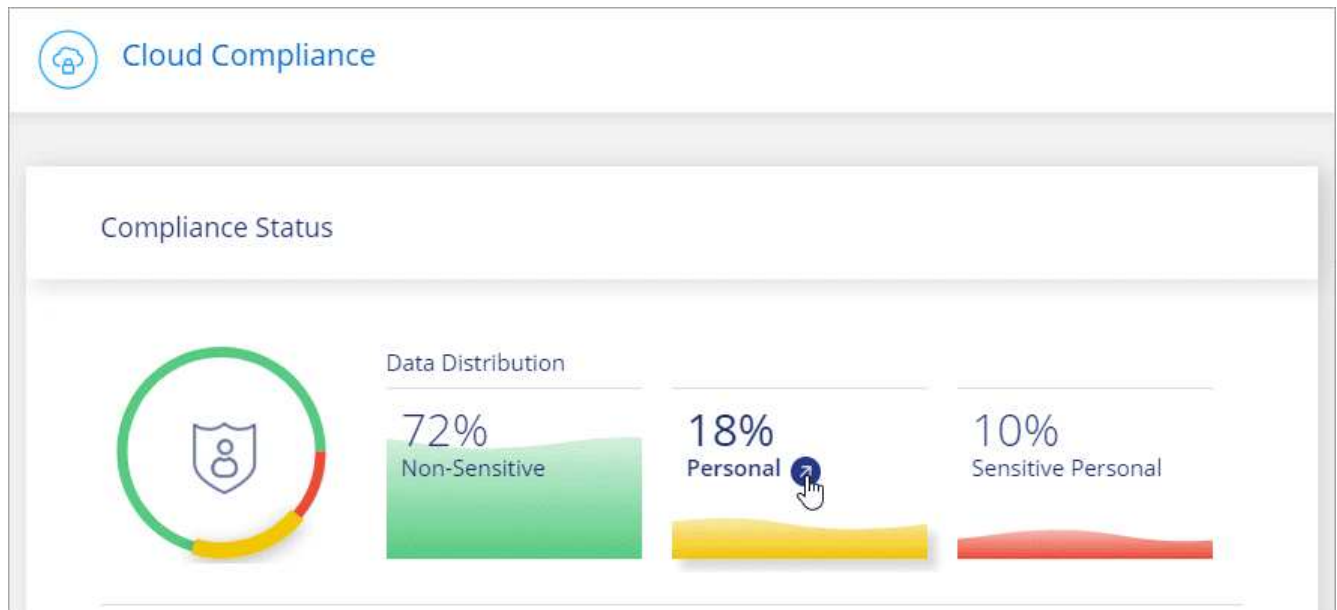 Cloud Compliance
Compliance Status
Data Distribution
72%
Non-Sensitive
18%
Personal
10%
Sensitive Personal